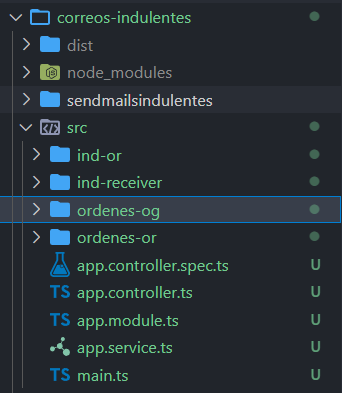 correos-indulentes
dist
node_modules
sendmailsindulentes
src
ind-or
ind-receiver
ordenes-og
ordenes-or
app.controller.spec.ts U
TS app.controller.ts U
TS app.module.ts U
app.service.ts U
TS main.ts U